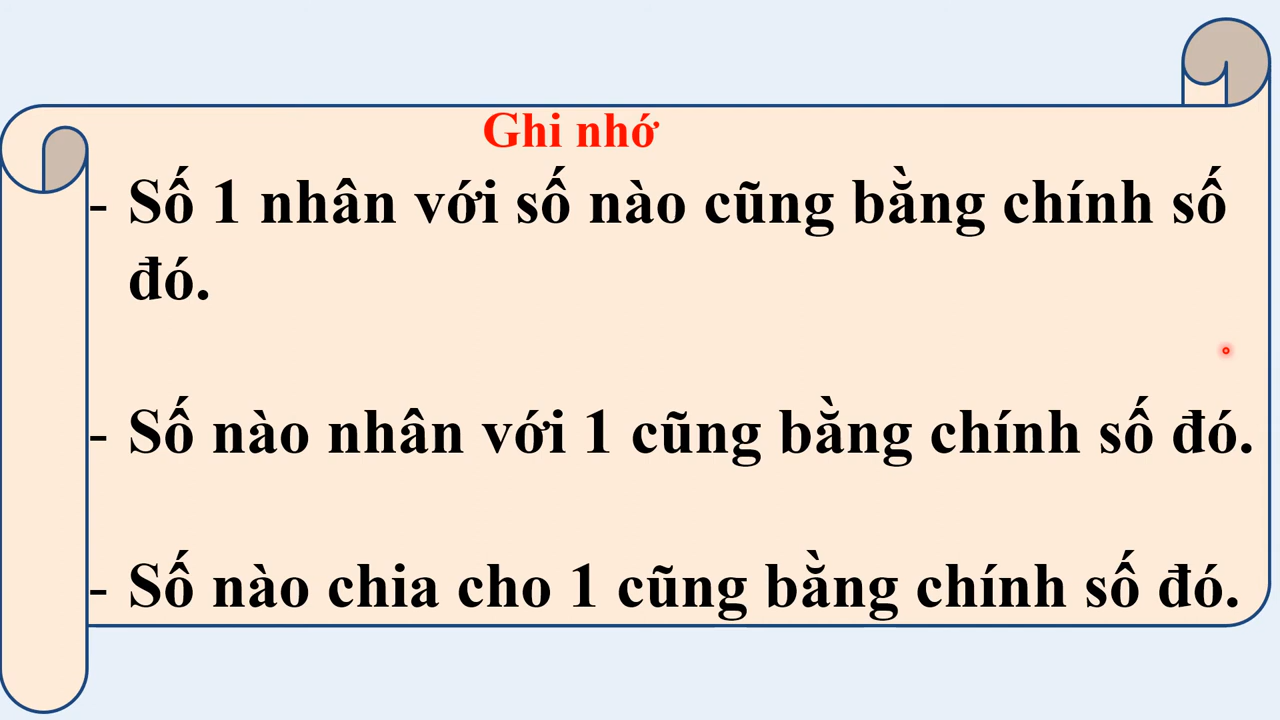 Ghi nhớ
- Số 1 nhân với số nào cũng bằng chính số
đó.
- Số nào nhân với 1 cũng bằng chính số đó.
- Số nào chia cho 1 cũng bằng chính số đó.